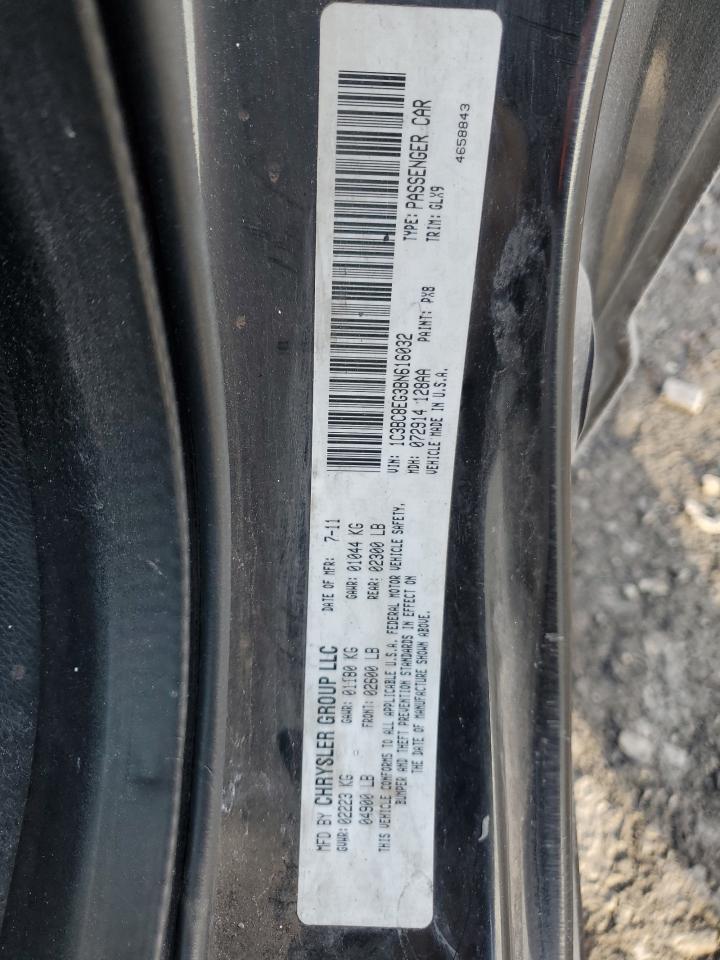 MFD BY CHRYSLER GROUP LLC DATE OF MFR: 7-11
GVWR: 02223 KG GAWR: 01180 KG GAWR: 01044 KG
04900 LB FRONT: 02600 LB REAR: 02300 LB
THIS VEHICLE CONFORMS TO ALL APPLICABLE U.S.A. FEDERAL MOTOR VEHICLE SAFETY,
BUMPER AND THEFT PREVENTION STANDARDS IN EFFECT ON
THE DATE OF MANUFACTURE SHOWN ABOVE.
VIN: 1C3BC8EG3BN616032 TYPE: PASSENGER CAR
MDH: 072914 128AA PAINT: PX8 TRIM: GLX9
VEHICLE MADE IN U.S.A.
4658843